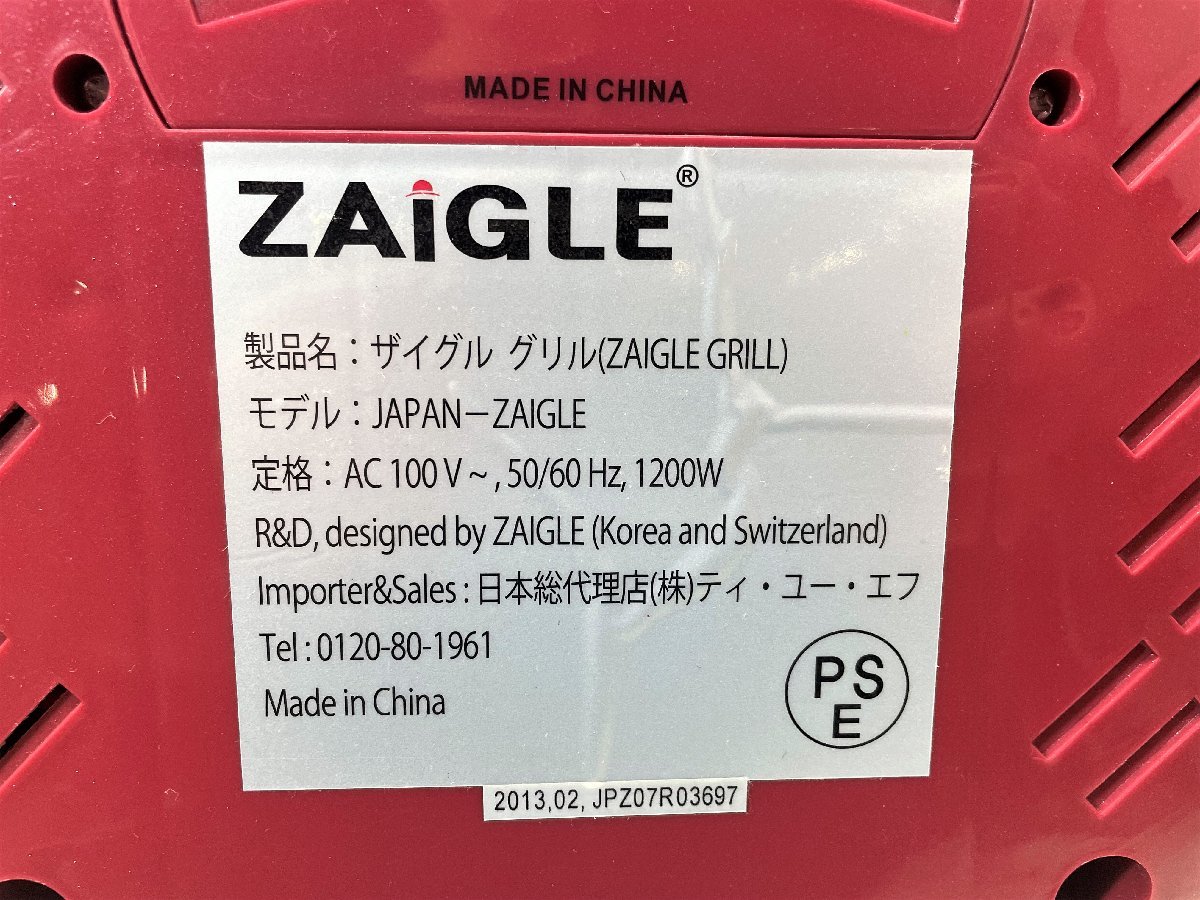 MADE IN CHINA
ZAiGLE®
製品名：ザイグル グリル(ZAIGLE GRILL)
モデル：JAPAN－ZAIGLE
定格：AC 100 V ~ , 50/60 Hz, 1200W
R&D, designed by ZAIGLE (Korea and Switzerland)
Importer&Sales : 日本総代理店(株)ティ・ユー・エフ
Tel : 0120-80-1961
Made in China
PS
E
2013,02, JPZ07R03697